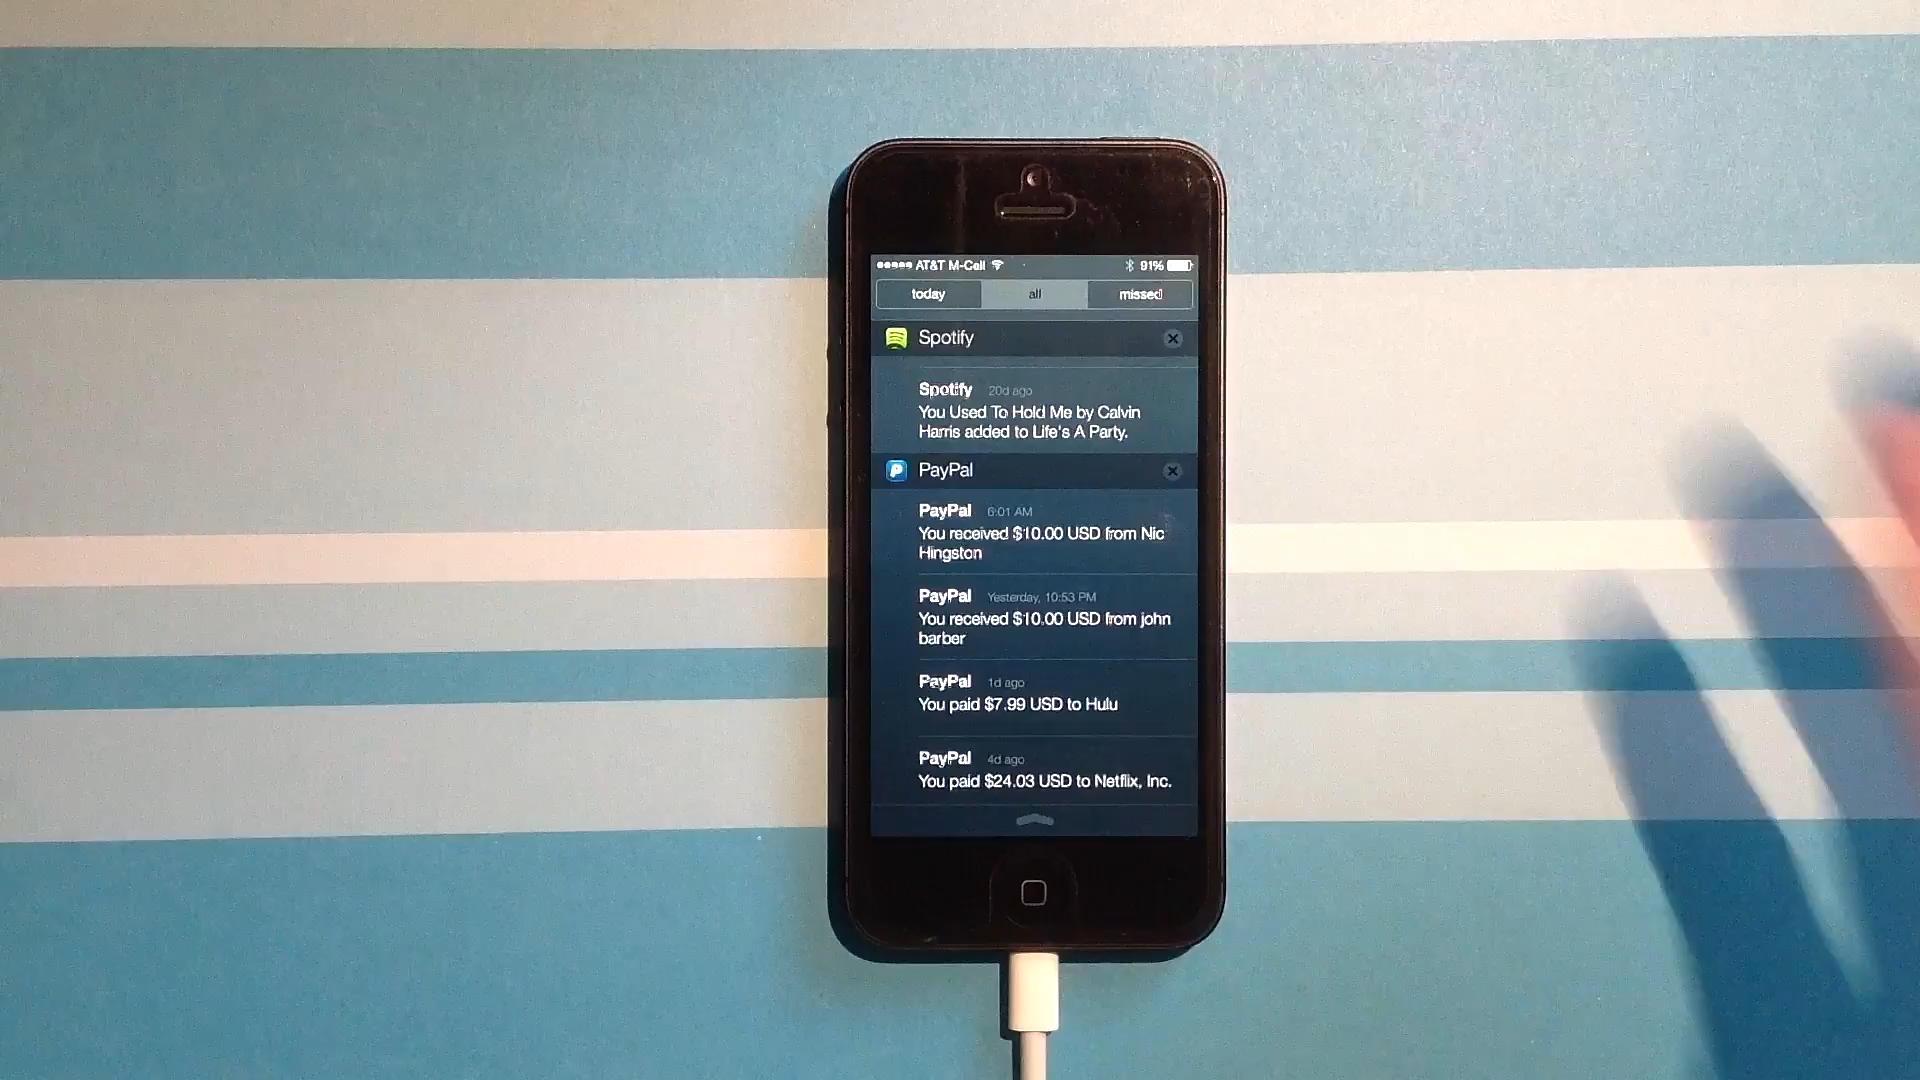 AT&T M-Cell 91%
today all missed
Spotify
Spotify 20d ago
You Used To Hold Me by Calvin
Harris added to Life's A Party.
PayPal
PayPal 6:01 AM
You received $10.00 USD from Nic
Hingston
PayPal Yesterday, 10:53 PM
You received $10.00 USD from john
barber
PayPal 1d ago
You paid $7.99 USD to Hulu
PayPal 4d ago
You paid $24.03 USD to Netflix, Inc.